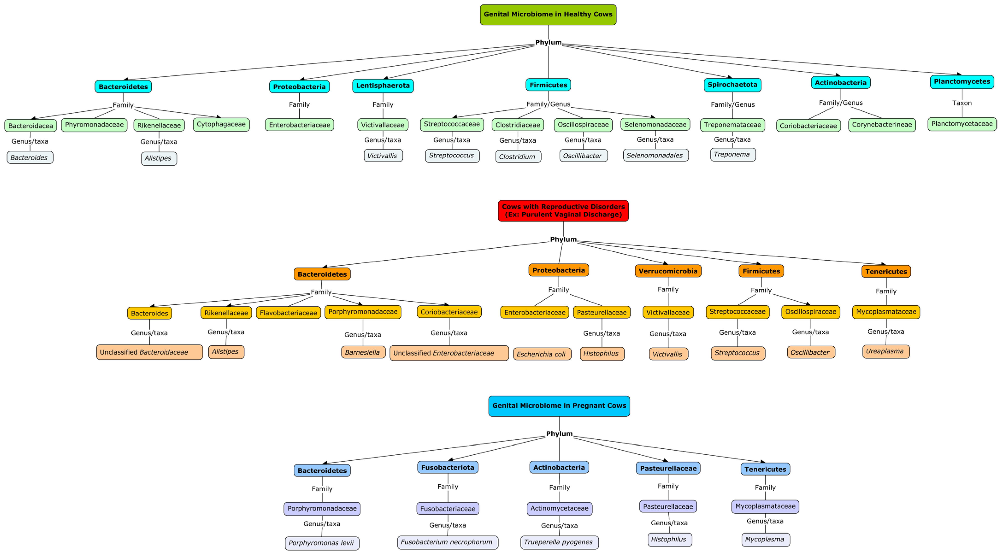 Genital Microbiome in Healthy Cows
Phylum
Bacteroidetes
Proteobacteria
Lentisphaerota
Firmicutes
Spirochaetota
Actinobacteria
Planctomycetes
Family
Family
Family
Family/Genus
Family/Genus
Family/Genus
Taxon
Bacteroidacea
Phyromonadaceae
Rikenellaceae
Cytophagaceae
Enterobacteriaceae
Victivallaceae
Streptococcaceae
Clostridiaceae
Oscillospiraceae
Selenomonadaceae
Treponemataceae
Coriobacteriaceae
Corynebacterineae
Planctomycetaceae
Genus/taxa
Genus/taxa
Genus/taxa
Genus/taxa
Genus/taxa
Genus/taxa
Genus/taxa
Genus/taxa
Bacteroides
Alistipes
Victivallis
Streptococcus
Clostridium
Oscillibacter
Selenomonadales
Treponema
Cows with Reproductive Disorders
(Ex: Purulent Vaginal Discharge)
Phylum
Bacteroidetes
Proteobacteria
Verrucomicrobia
Firmicutes
Tenericutes
Family
Family
Family
Family
Family
Bacteroides
Rikenellaceae
Flavobacteriaceae
Porphyromonadaceae
Coriobacteriaceae
Enterobacteriaceae
Pasteurellaceae
Victivallaceae
Streptococcaceae
Oscillospiraceae
Mycoplasmataceae
Genus/taxa
Genus/taxa
Genus/taxa
Genus/taxa
Genus/taxa
Genus/taxa
Genus/taxa
Genus/taxa
Genus/taxa
Unclassified Bacteroidaceae
Alistipes
Barnesiella
Unclassified Enterobacteriaceae
Escherichia coli
Histophilus
Victivallis
Streptococcus
Oscillibacter
Ureaplasma
Genital Microbiome in Pregnant Cows
Phylum
Bacteroidetes
Fusobacteriota
Actinobacteria
Pasteurellaceae
Tenericutes
Family
Family
Family
Family
Family
Porphyromonadaceae
Fusobacteriaceae
Actinomycetaceae
Pasteurellaceae
Mycoplasmataceae
Genus/taxa
Genus/taxa
Genus/taxa
Genus/taxa
Genus/taxa
Porphyromonas levii
Fusobacterium necrophorum
Trueperella pyogenes
Histophilus
Mycoplasma